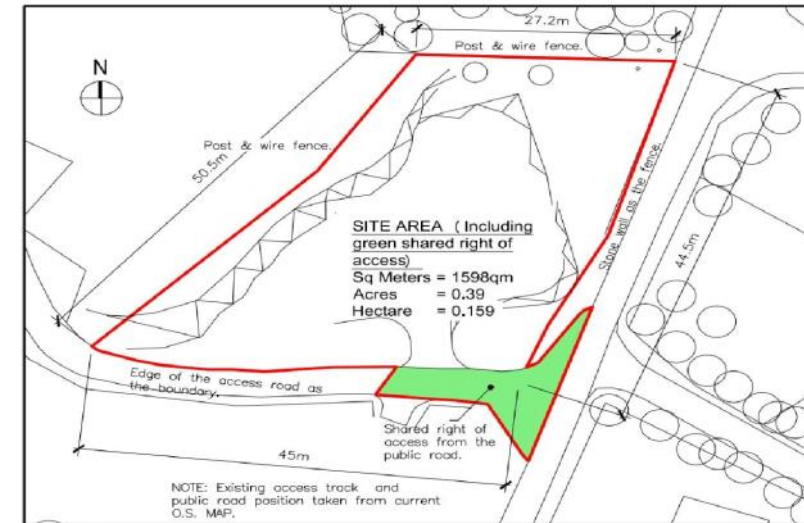 27.2m
Post & wire fence.
N
Post & wire fence.
50.5m
Stone wall as the fence.
SITE AREA ( Including
green shared right of
access)
Sq Meters = 1598qm
Acres = 0.39
Hectare = 0.159
44.5m
Edge of the access road as
the boundary.
Shared right of
access from the
public road.
45m
NOTE: Existing access track and
public road position taken from current
O.S. MAP.